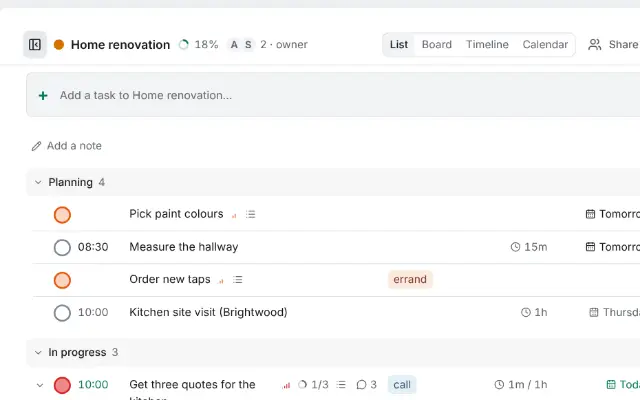 Home renovation 18% A S 2 · owner List Board Timeline Calendar Share
Add a task to Home renovation...
Add a note
Planning 4
Pick paint colours Tomorro
08:30 Measure the hallway 15m Tomorro
Order new taps errand
10:00 Kitchen site visit (Brightwood) 1h Thursda
In progress 3
10:00 Get three quotes for the 1/3 3 call 1m / 1h Toda
kitchen